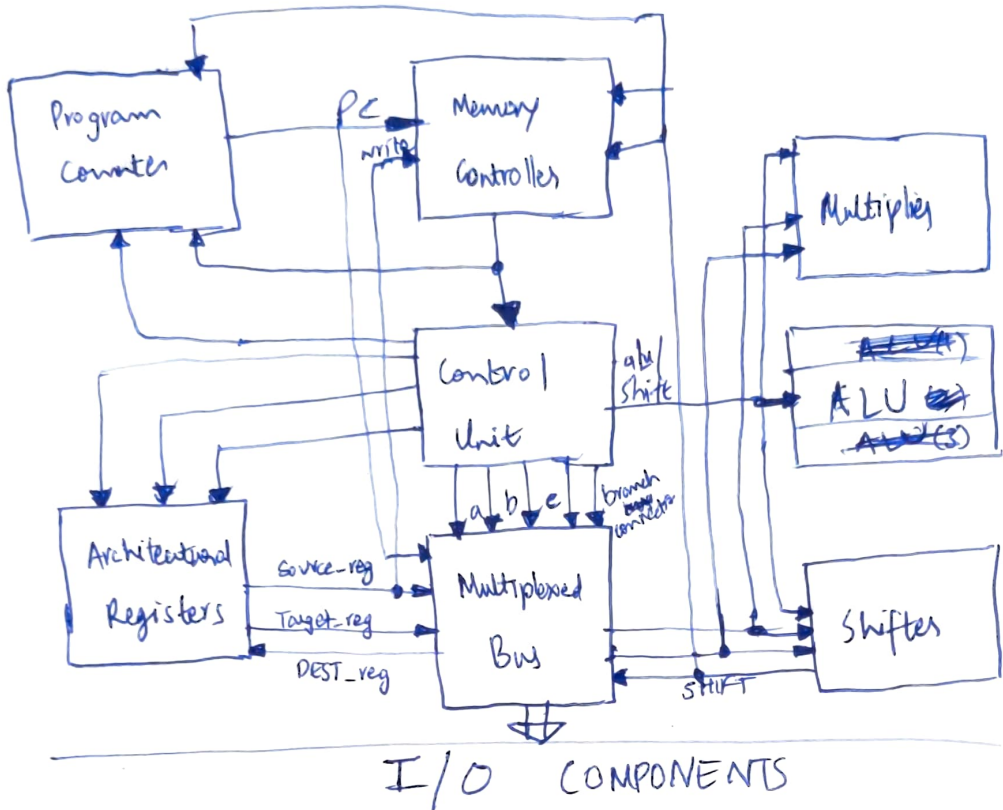 PC
Program
Counter
Memory
Controller
write
Multiplier
Control
Unit
alu/
Shift
ALU
a
b
branch
Architectural
Registers
Source_reg
Target_reg
DEST_reg
Multiplexed
Bus
Shifter
SHIFT
I/O COMPONENTS